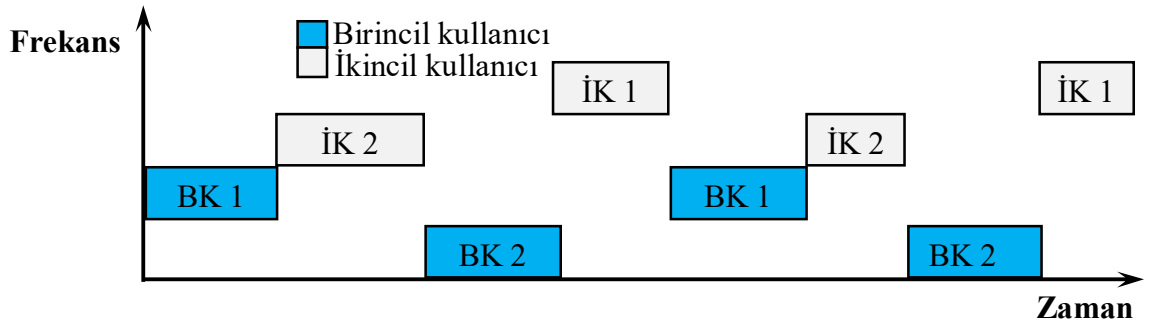 Frekans
Birincil kullanıcı
İkincil kullanıcı
İK 1
İK 1
İK 2
İK 2
BK 1
BK 1
BK 2
BK 2
Zaman